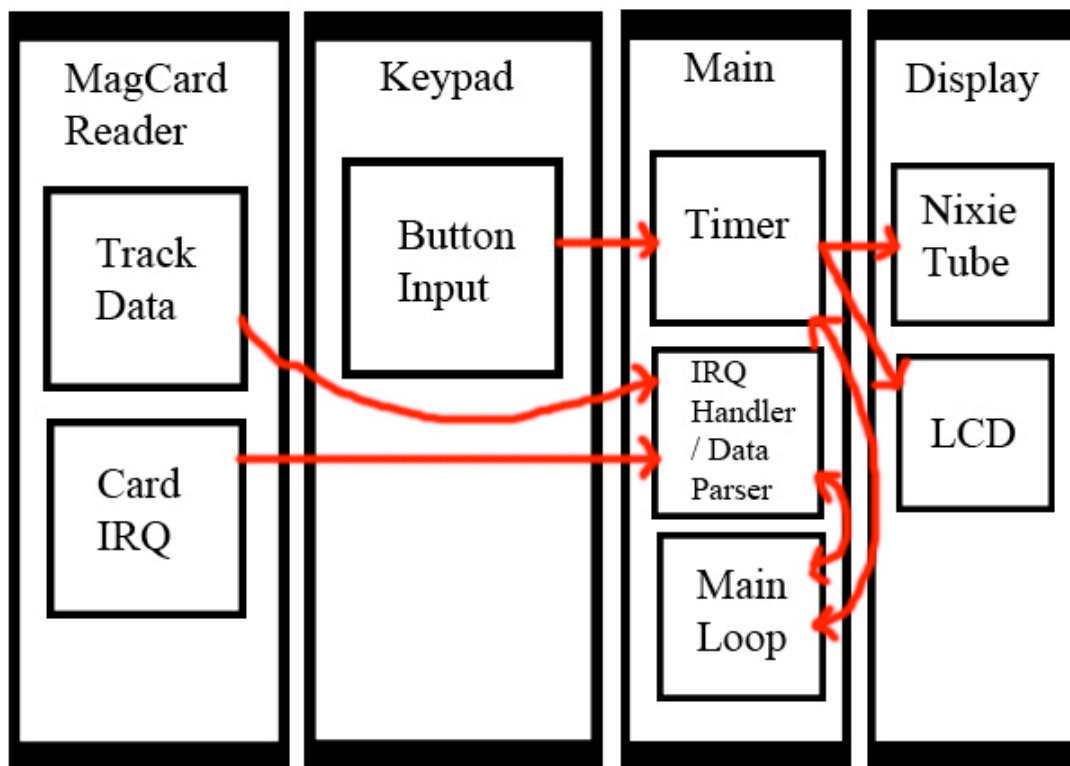 MagCard
Reader
Track
Data
Card
IRQ
Keypad
Button
Input
Main
Timer
IRQ
Handler
/ Data
Parser
Main
Loop
Display
Nixie
Tube
LCD